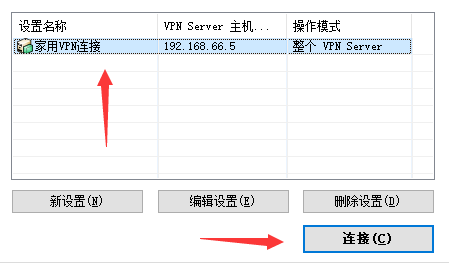 设置名称 VPN Server 主机... 操作模式
家用VPN连接 192.168.66.5 整个 VPN Server
新设置(N) 编辑设置(E) 删除设置(D)
连接(C)